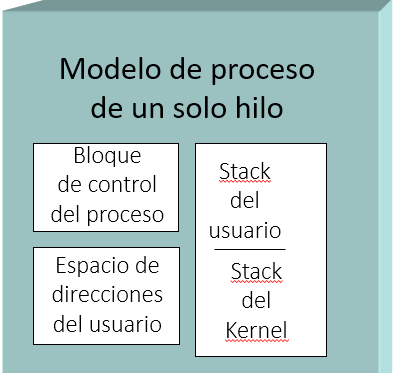 Modelo de proceso
de un solo hilo
Bloque
de control
del proceso
Espacio de
direcciones
del usuario
Stack
del
usuario
Stack
del
Kernel